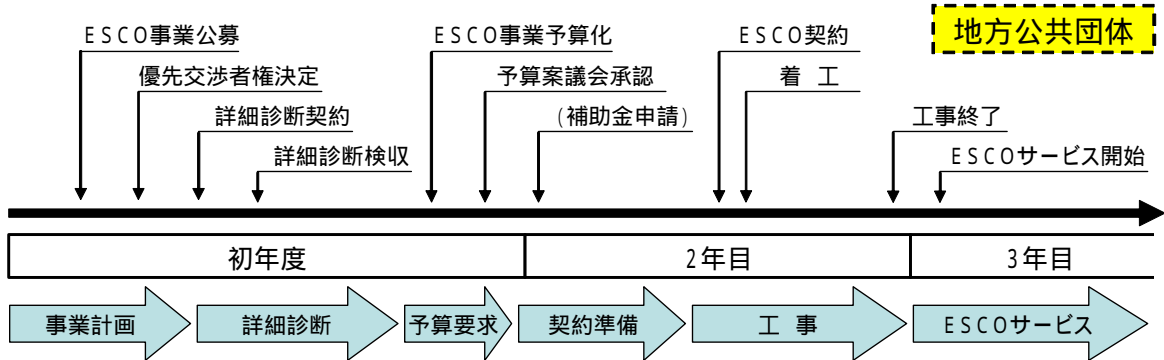 ESCO事業公募
ESCO事業予算化
ESCO契約
地方公共団体
優先交渉者権決定
予算案議会承認
着 工
詳細診断契約
(補助金申請)
工事終了
詳細診断検収
ESCOサービス開始
初年度
2年目
3年目
事業計画
詳細診断
予算要求
契約準備
工 事
ESCOサービス